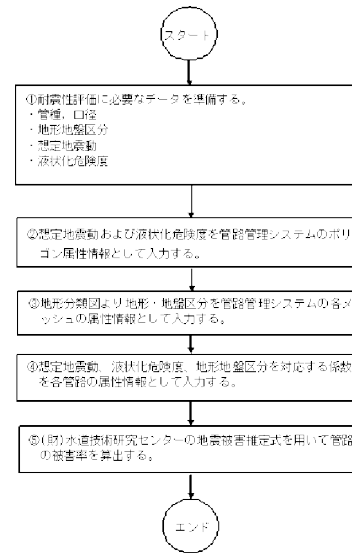 スタート
①耐震性評価に必要なデータを準備する。
・管種、口径
・地形地盤区分
・想定地震動
・液状化危険度
②想定地震動および液状化危険度を管路管理システムのポリ
ゴン属性情報として入力する。
③地形分類図より地形・地盤区分を管路管理システムの各メ
ッシュの属性情報として入力する。
④想定地震動、液状化危険度、地形地盤区分を対応する係数
を各管路の属性情報として入力する。
⑤(財)水道技術研究センターの地震被害推定式を用いて管路
の被害率を算出する。
エンド